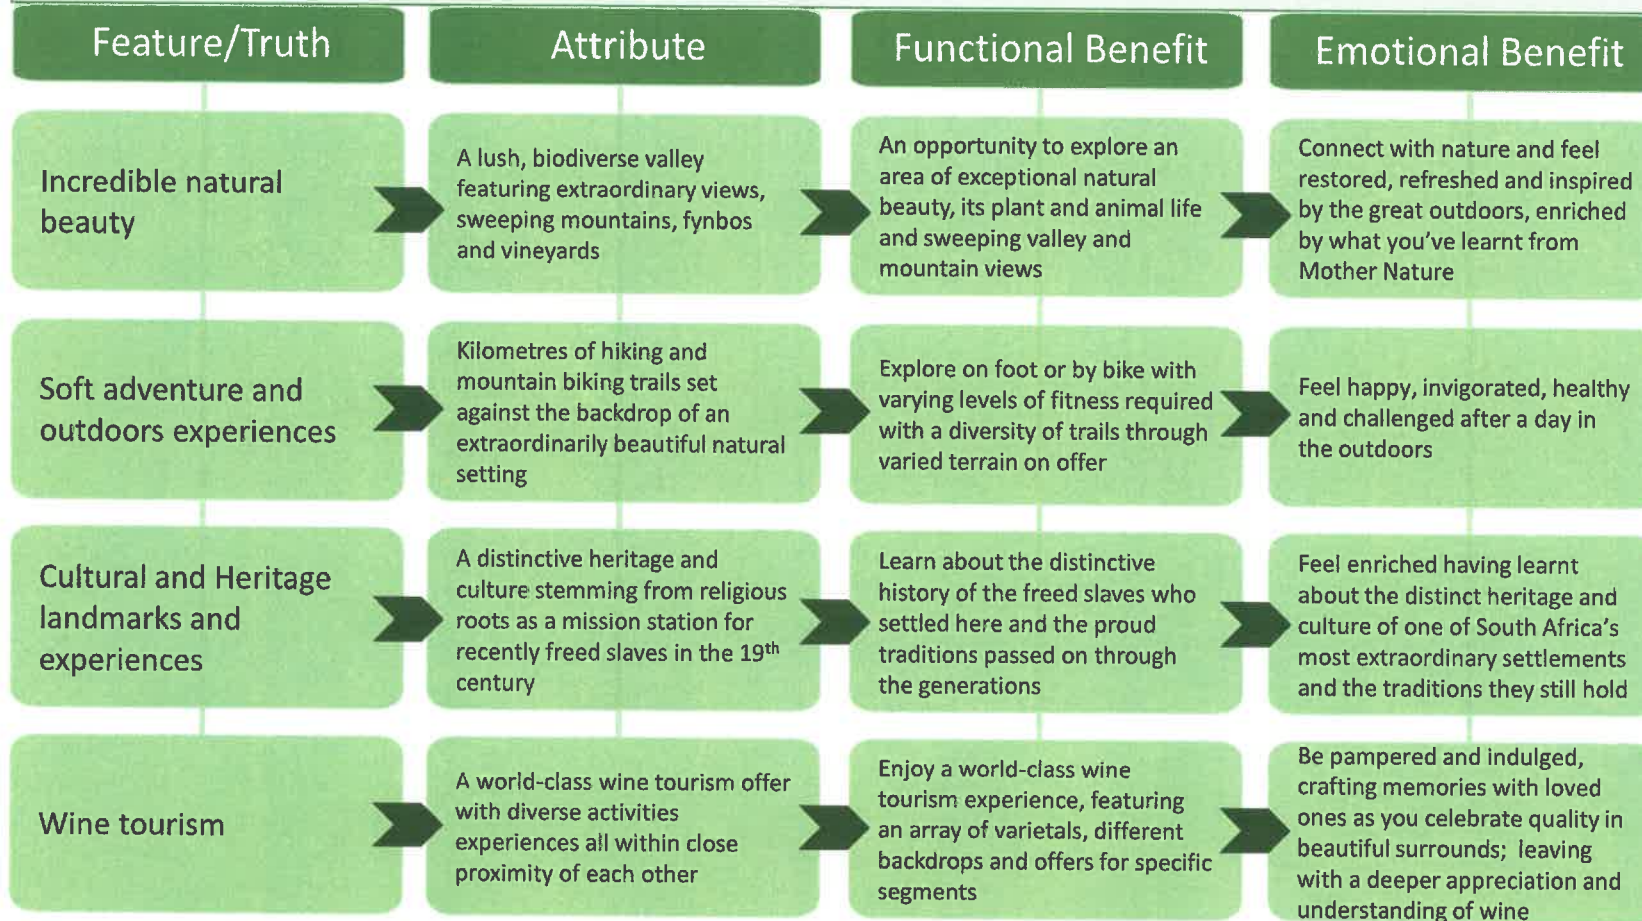 Feature/Truth
Attribute
Functional Benefit
Emotional Benefit
Incredible natural
beauty
A lush, biodiverse valley
featuring extraordinary views,
sweeping mountains, fynbos
and vineyards
An opportunity to explore an
area of exceptional natural
beauty, its plant and animal life
and sweeping valley and
mountain views
Connect with nature and feel
restored, refreshed and inspired
by the great outdoors, enriched
by what you've learnt from
Mother Nature
Soft adventure and
outdoors experiences
Kilometres of hiking and
mountain biking trails set
against the backdrop of an
extraordinarily beautiful natural
setting
Explore on foot or by bike with
varying levels of fitness required
with a diversity of trails through
varied terrain on offer
Feel happy, invigorated, healthy
and challenged after a day in
the outdoors
Cultural and Heritage
landmarks and
experiences
A distinctive heritage and
culture stemming from religious
roots as a mission station for
recently freed slaves in the 19th
century
Learn about the distinctive
history of the freed slaves who
settled here and the proud
traditions passed on through
the generations
Feel enriched having learnt
about the distinct heritage and
culture of one of South Africa's
most extraordinary settlements
and the traditions they still hold
Wine tourism
A world-class wine tourism offer
with diverse activities
experiences all within close
proximity of each other
Enjoy a world-class wine
tourism experience, featuring
an array of varietals, different
backdrops and offers for specific
segments
Be pampered and indulged,
crafting memories with loved
ones as you celebrate quality in
beautiful surrounds; leaving
with a deeper appreciation and
understanding of wine